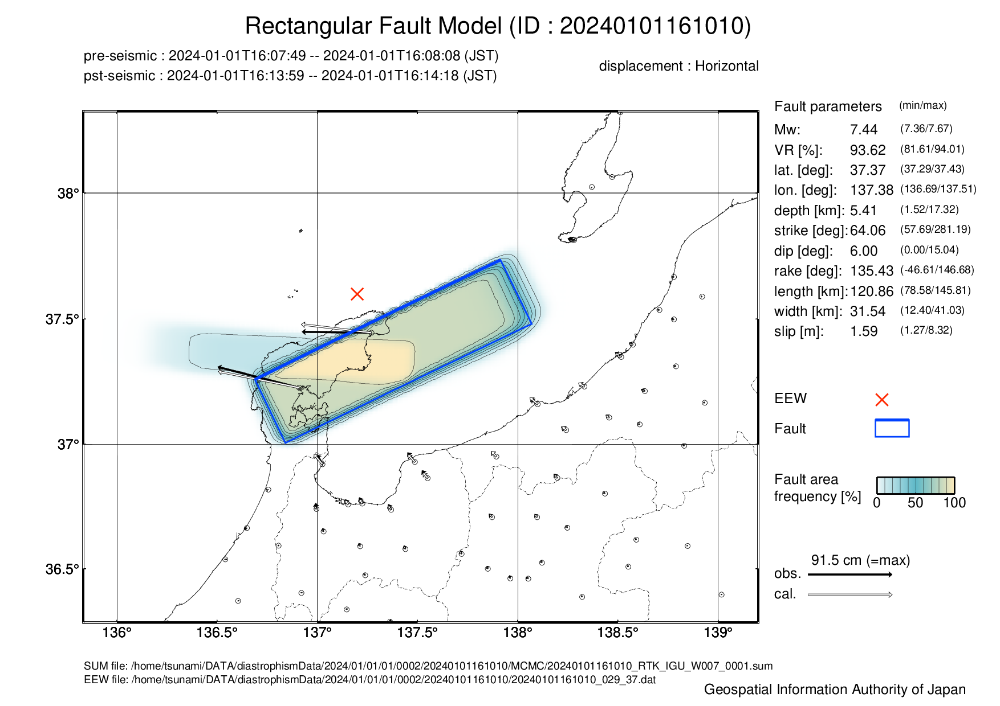 Rectangular Fault Model (ID : 20240101161010)
pre-seismic : 2024-01-01T16:07:49 -- 2024-01-01T16:08:08 (JST)
pst-seismic : 2024-01-01T16:13:59 -- 2024-01-01T16:14:18 (JST)
displacement : Horizontal
Fault parameters (min/max)
Mw: 7.44 (7.36/7.67)
VR [%]: 93.62 (81.61/94.01)
lat. [deg]: 37.37 (37.29/37.43)
lon. [deg]: 137.38 (136.69/137.51)
depth [km]: 5.41 (1.52/17.32)
strike [deg]: 64.06 (57.69/281.19)
dip [deg]: 6.00 (0.00/15.04)
rake [deg]: 135.43 (-46.61/146.68)
length [km]: 120.86 (78.58/145.81)
width [km]: 31.54 (12.40/41.03)
slip [m]: 1.59 (1.27/8.32)
EEW
Fault
Fault area
frequency [%]
0 50 100
91.5 cm (=max)
obs.
cal.
38°
37.5°
37°
36.5°
136° 136.5° 137° 137.5° 138° 138.5° 139°
SUM file: /home/tsunami/DATA/diastrophismData/2024/01/01/01/0002/20240101161010/MCMC/20240101161010_RTK_IGU_W007_0001.sum
EEW file: /home/tsunami/DATA/diastrophismData/2024/01/01/01/0002/20240101161010/20240101161010_029_37.dat
Geospatial Information Authority of Japan